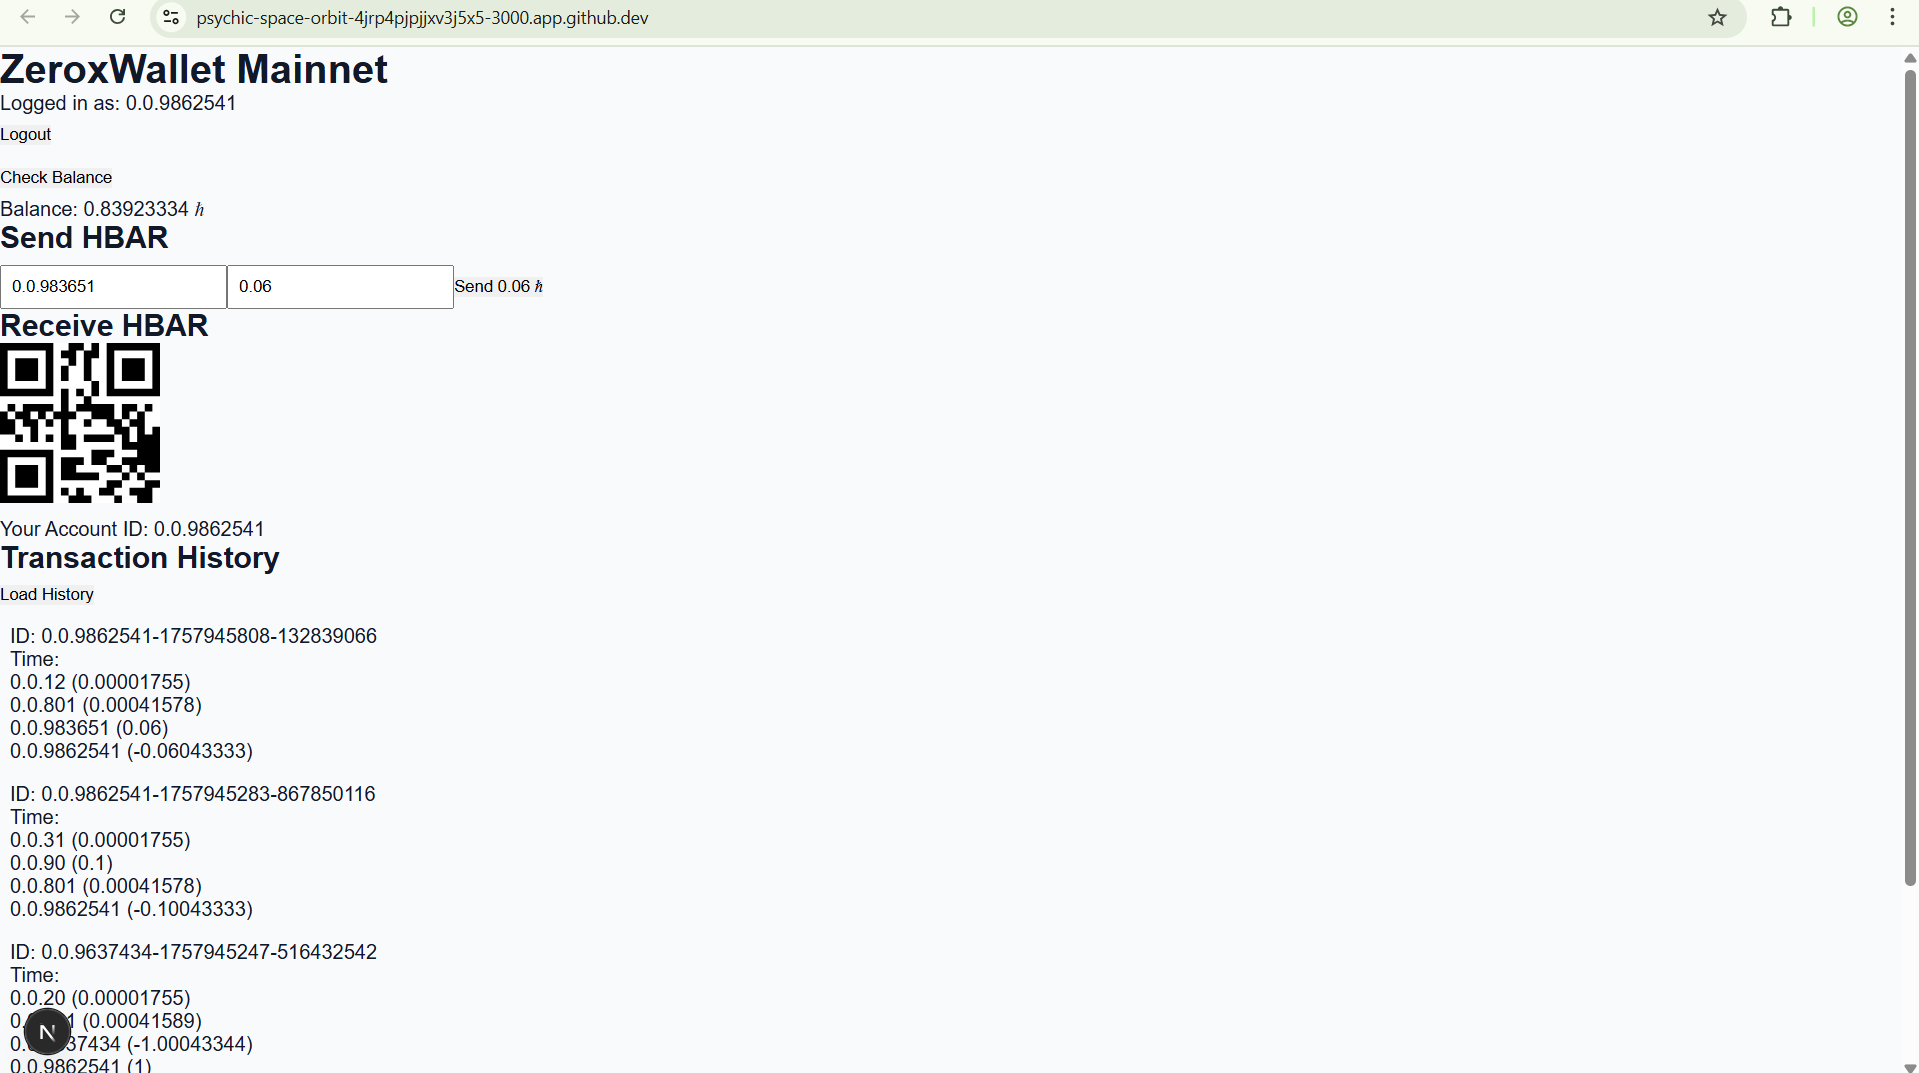 psychic-space-orbit-4jrp4pjpjjxv3j5x5-3000.app.github.dev
ZeroxWallet Mainnet
Logged in as: 0.0.9862541
Logout
Check Balance
Balance: 0.83923334 ℏ
Send HBAR
0.0.983651 0.06 Send 0.06 ℏ
Receive HBAR
Your Account ID: 0.0.9862541
Transaction History
Load History
ID: 0.0.9862541-1757945808-132839066
Time:
0.0.12 (0.00001755)
0.0.801 (0.00041578)
0.0.983651 (0.06)
0.0.9862541 (-0.06043333)
ID: 0.0.9862541-1757945283-867850116
Time:
0.0.31 (0.00001755)
0.0.90 (0.1)
0.0.801 (0.00041578)
0.0.9862541 (-0.10043333)
ID: 0.0.9637434-1757945247-516432542
Time:
0.0.20 (0.00001755)
(0.00041589)
(-1.00043344)
0.0.9862541 (1)
N